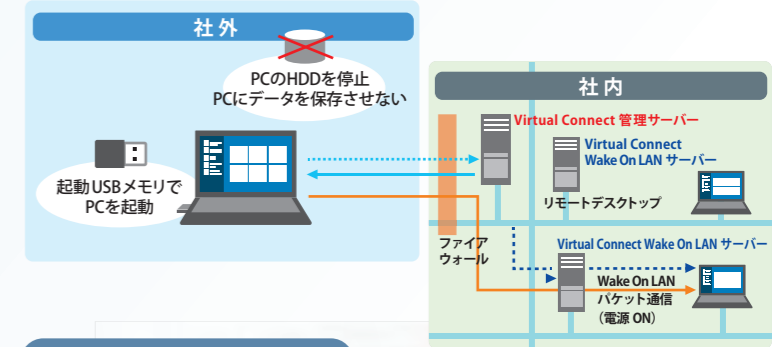 社外
PCのHDDを停止
PCにデータを保存させない
起動USBメモリで
PCを起動
社内
Virtual Connect 管理サーバー
Virtual Connect
Wake On LAN サーバー
リモートデスクトップ
ファイア
ウォール
Virtual Connect Wake On LAN サーバー
Wake On LAN
パケット通信
（電源 ON）